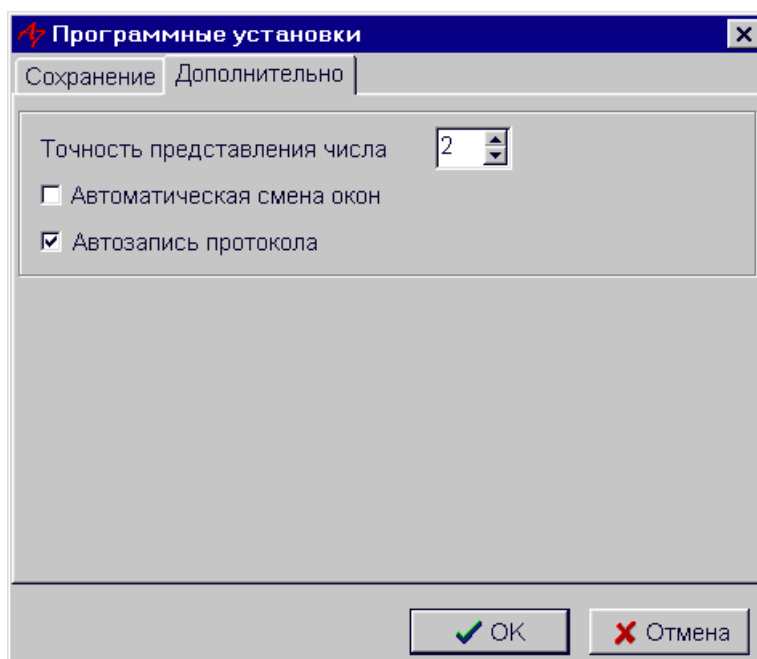 Программные установки
Сохранение Дополнительно
Точность представления числа 2
Автоматическая смена окон
Автозапись протокола
OK Отмена